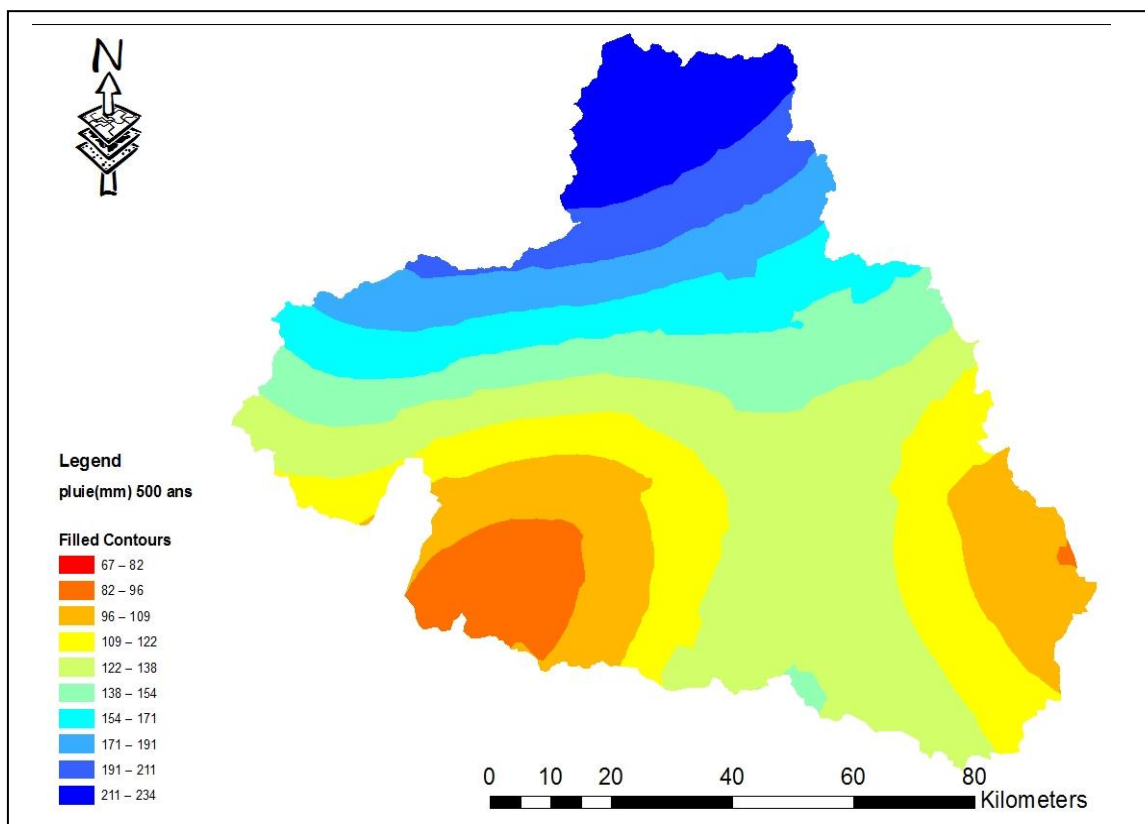 N
Legend
pluie(mm) 500 ans
Filled Contours
67 – 82
82 – 96
96 – 109
109 – 122
122 – 138
138 – 154
154 – 171
171 – 191
191 – 211
211 – 234
0 10 20 40 60 80
Kilometers